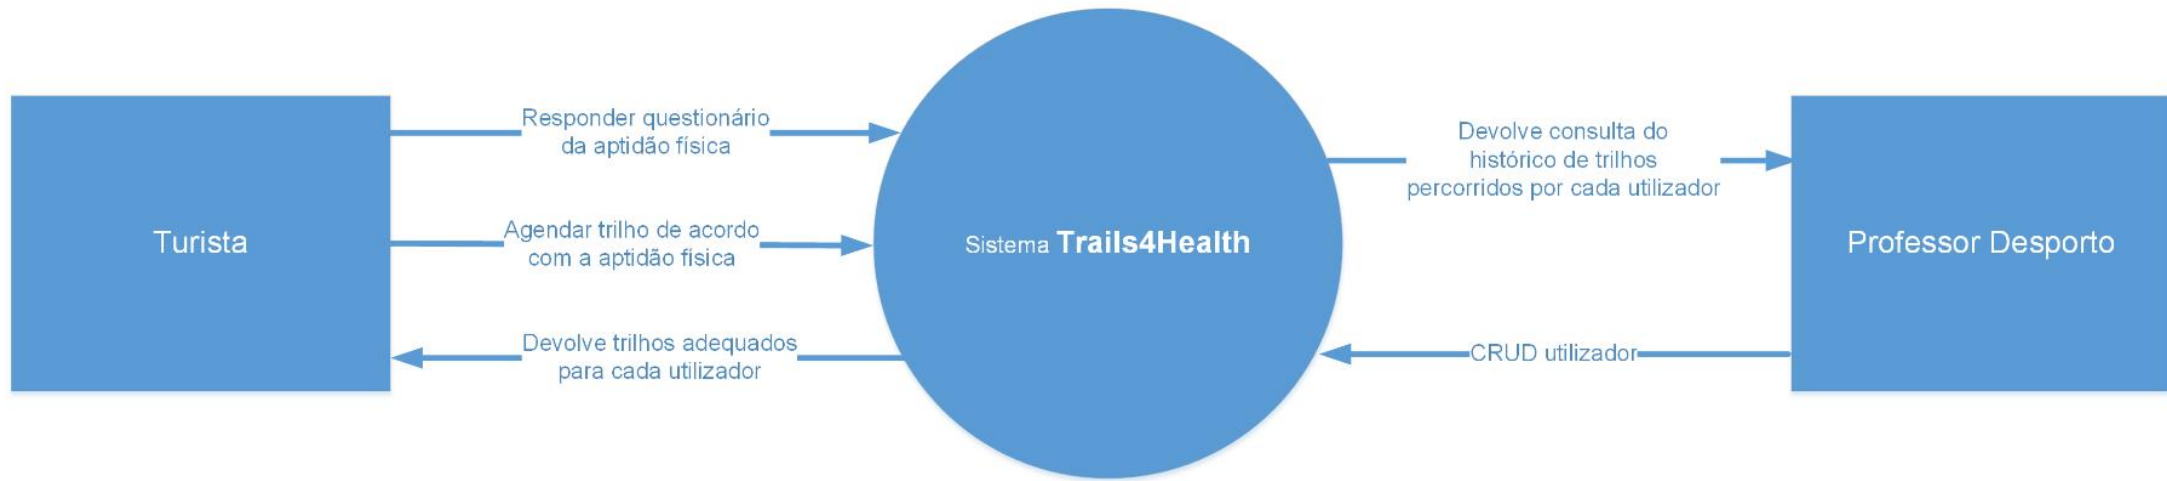 Turista
Responder questionário
da aptidão física
Agendar trilho de acordo
com a aptidão física
Devolve trilhos adequados
para cada utilizador
Sistema Trails4Health
Devolve consulta do
histórico de trilhos
percorridos por cada utilizador
CRUD utilizador
Professor Desporto